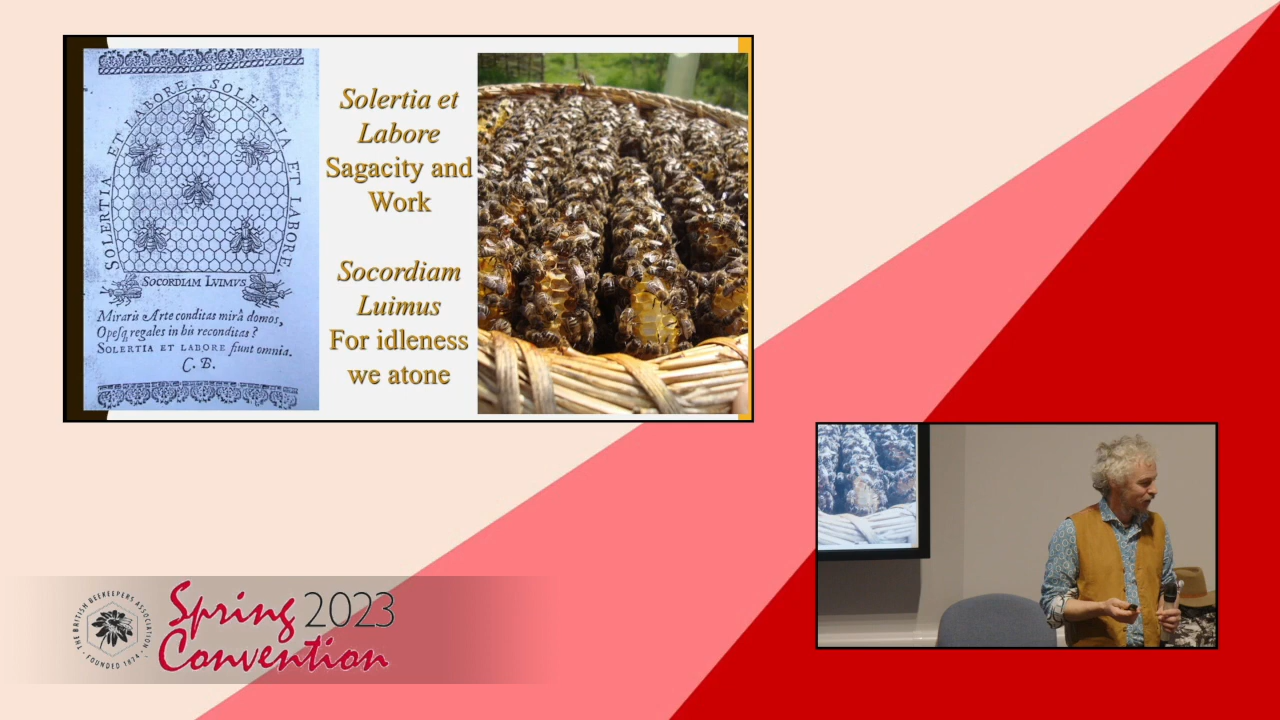 SOLERTIA ET LABORE · SOLERTIA ET LABORE.
SOCORDIAM LVIMVS
Miraris Arte conditas mirâ domos,
Opesq regales in his reconditas?
SOLERTIA ET LABORE fiunt omnia.
C. B.
Solertia et
Labore
Sagacity and
Work
Socordiam
Luimus
For idleness
we atone
THE BRITISH BEEKEEPERS ASSOCIATION
· FOUNDED 1874 ·
Spring 2023
Convention